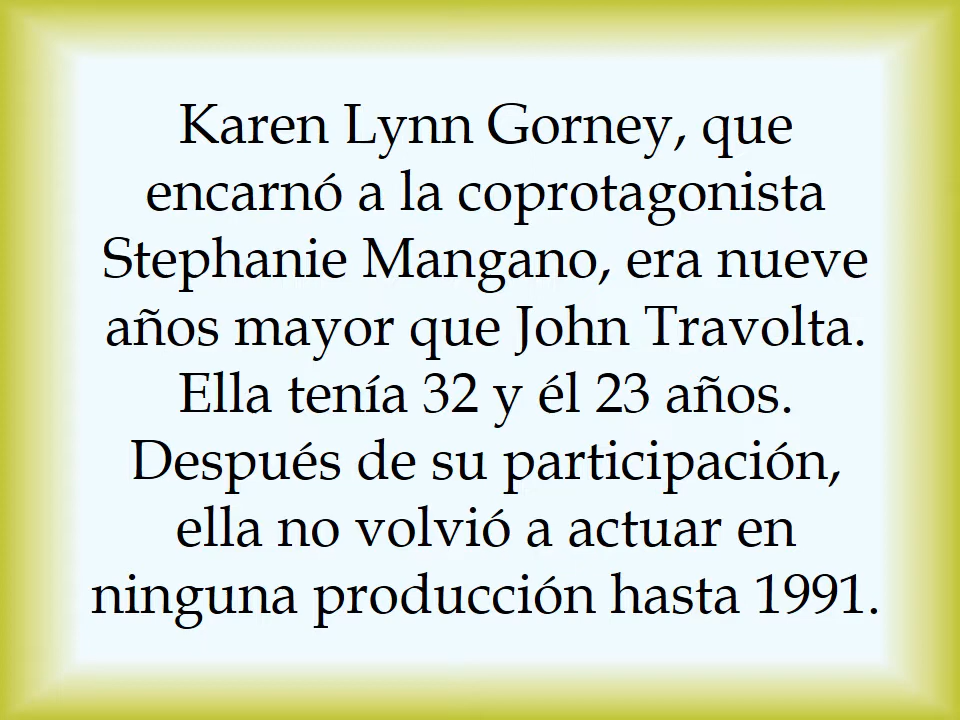 Karen Lynn Gorney, que
encarnó a la coprotagonista
Stephanie Mangano, era nueve
años mayor que John Travolta.
Ella tenía 32 y él 23 años.
Después de su participación,
ella no volvió a actuar en
ninguna producción hasta 1991.